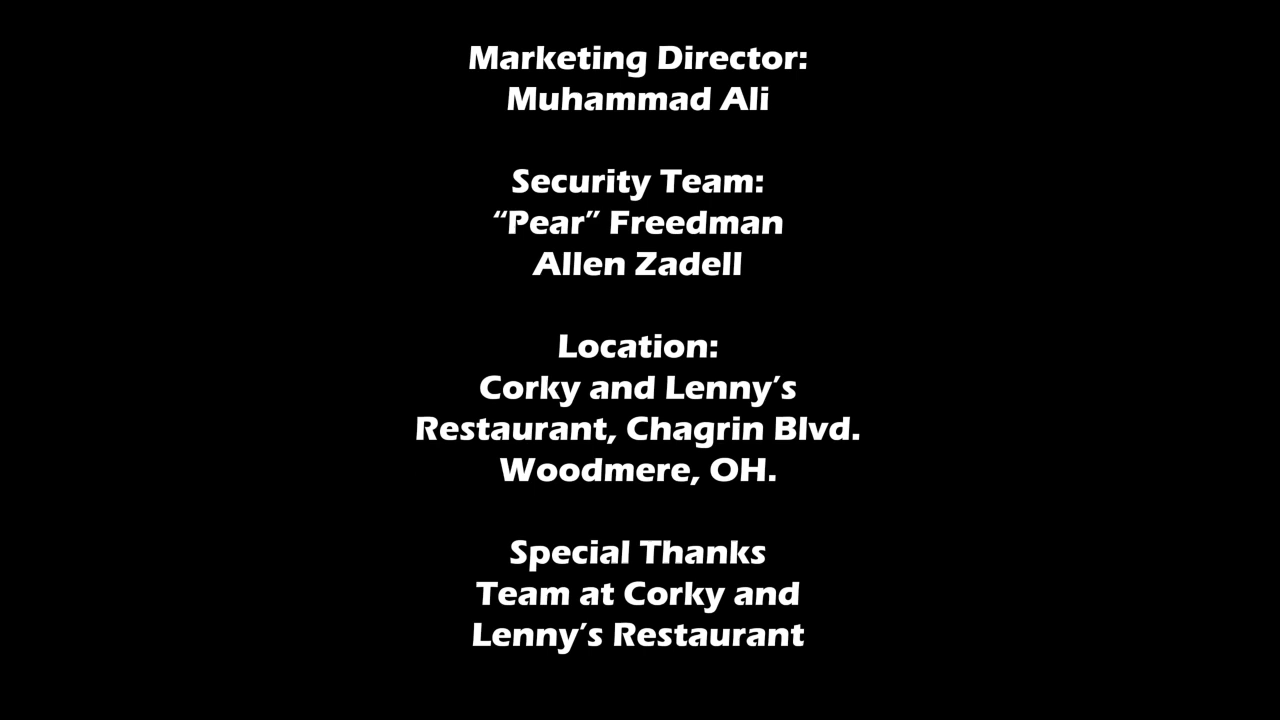 Marketing Director:
Muhammad Ali
Security Team:
“Pear” Freedman
Allen Zadell
Location:
Corky and Lenny’s
Restaurant, Chagrin Blvd.
Woodmere, OH.
Special Thanks
Team at Corky and
Lenny’s Restaurant